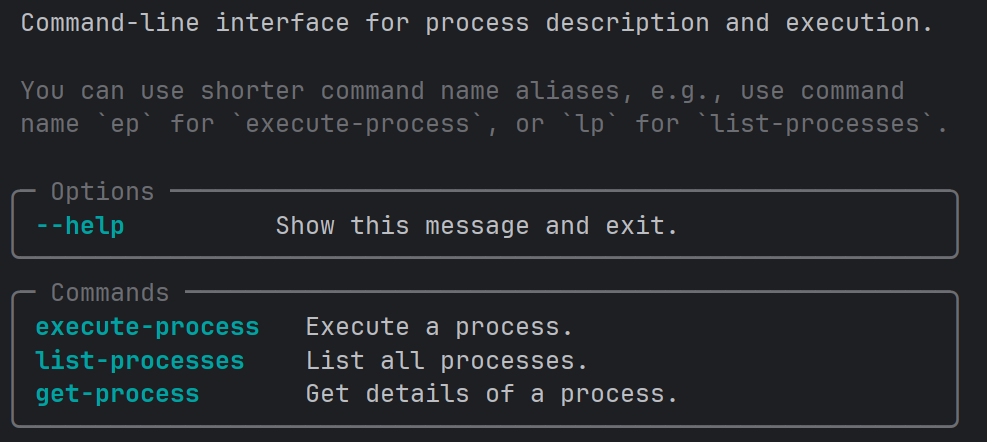 Command-line interface for process description and execution.
You can use shorter command name aliases, e.g., use command
name `ep` for `execute-process`, or `lp` for `list-processes`.
Options
--help Show this message and exit.
Commands
execute-process Execute a process.
list-processes List all processes.
get-process Get details of a process.